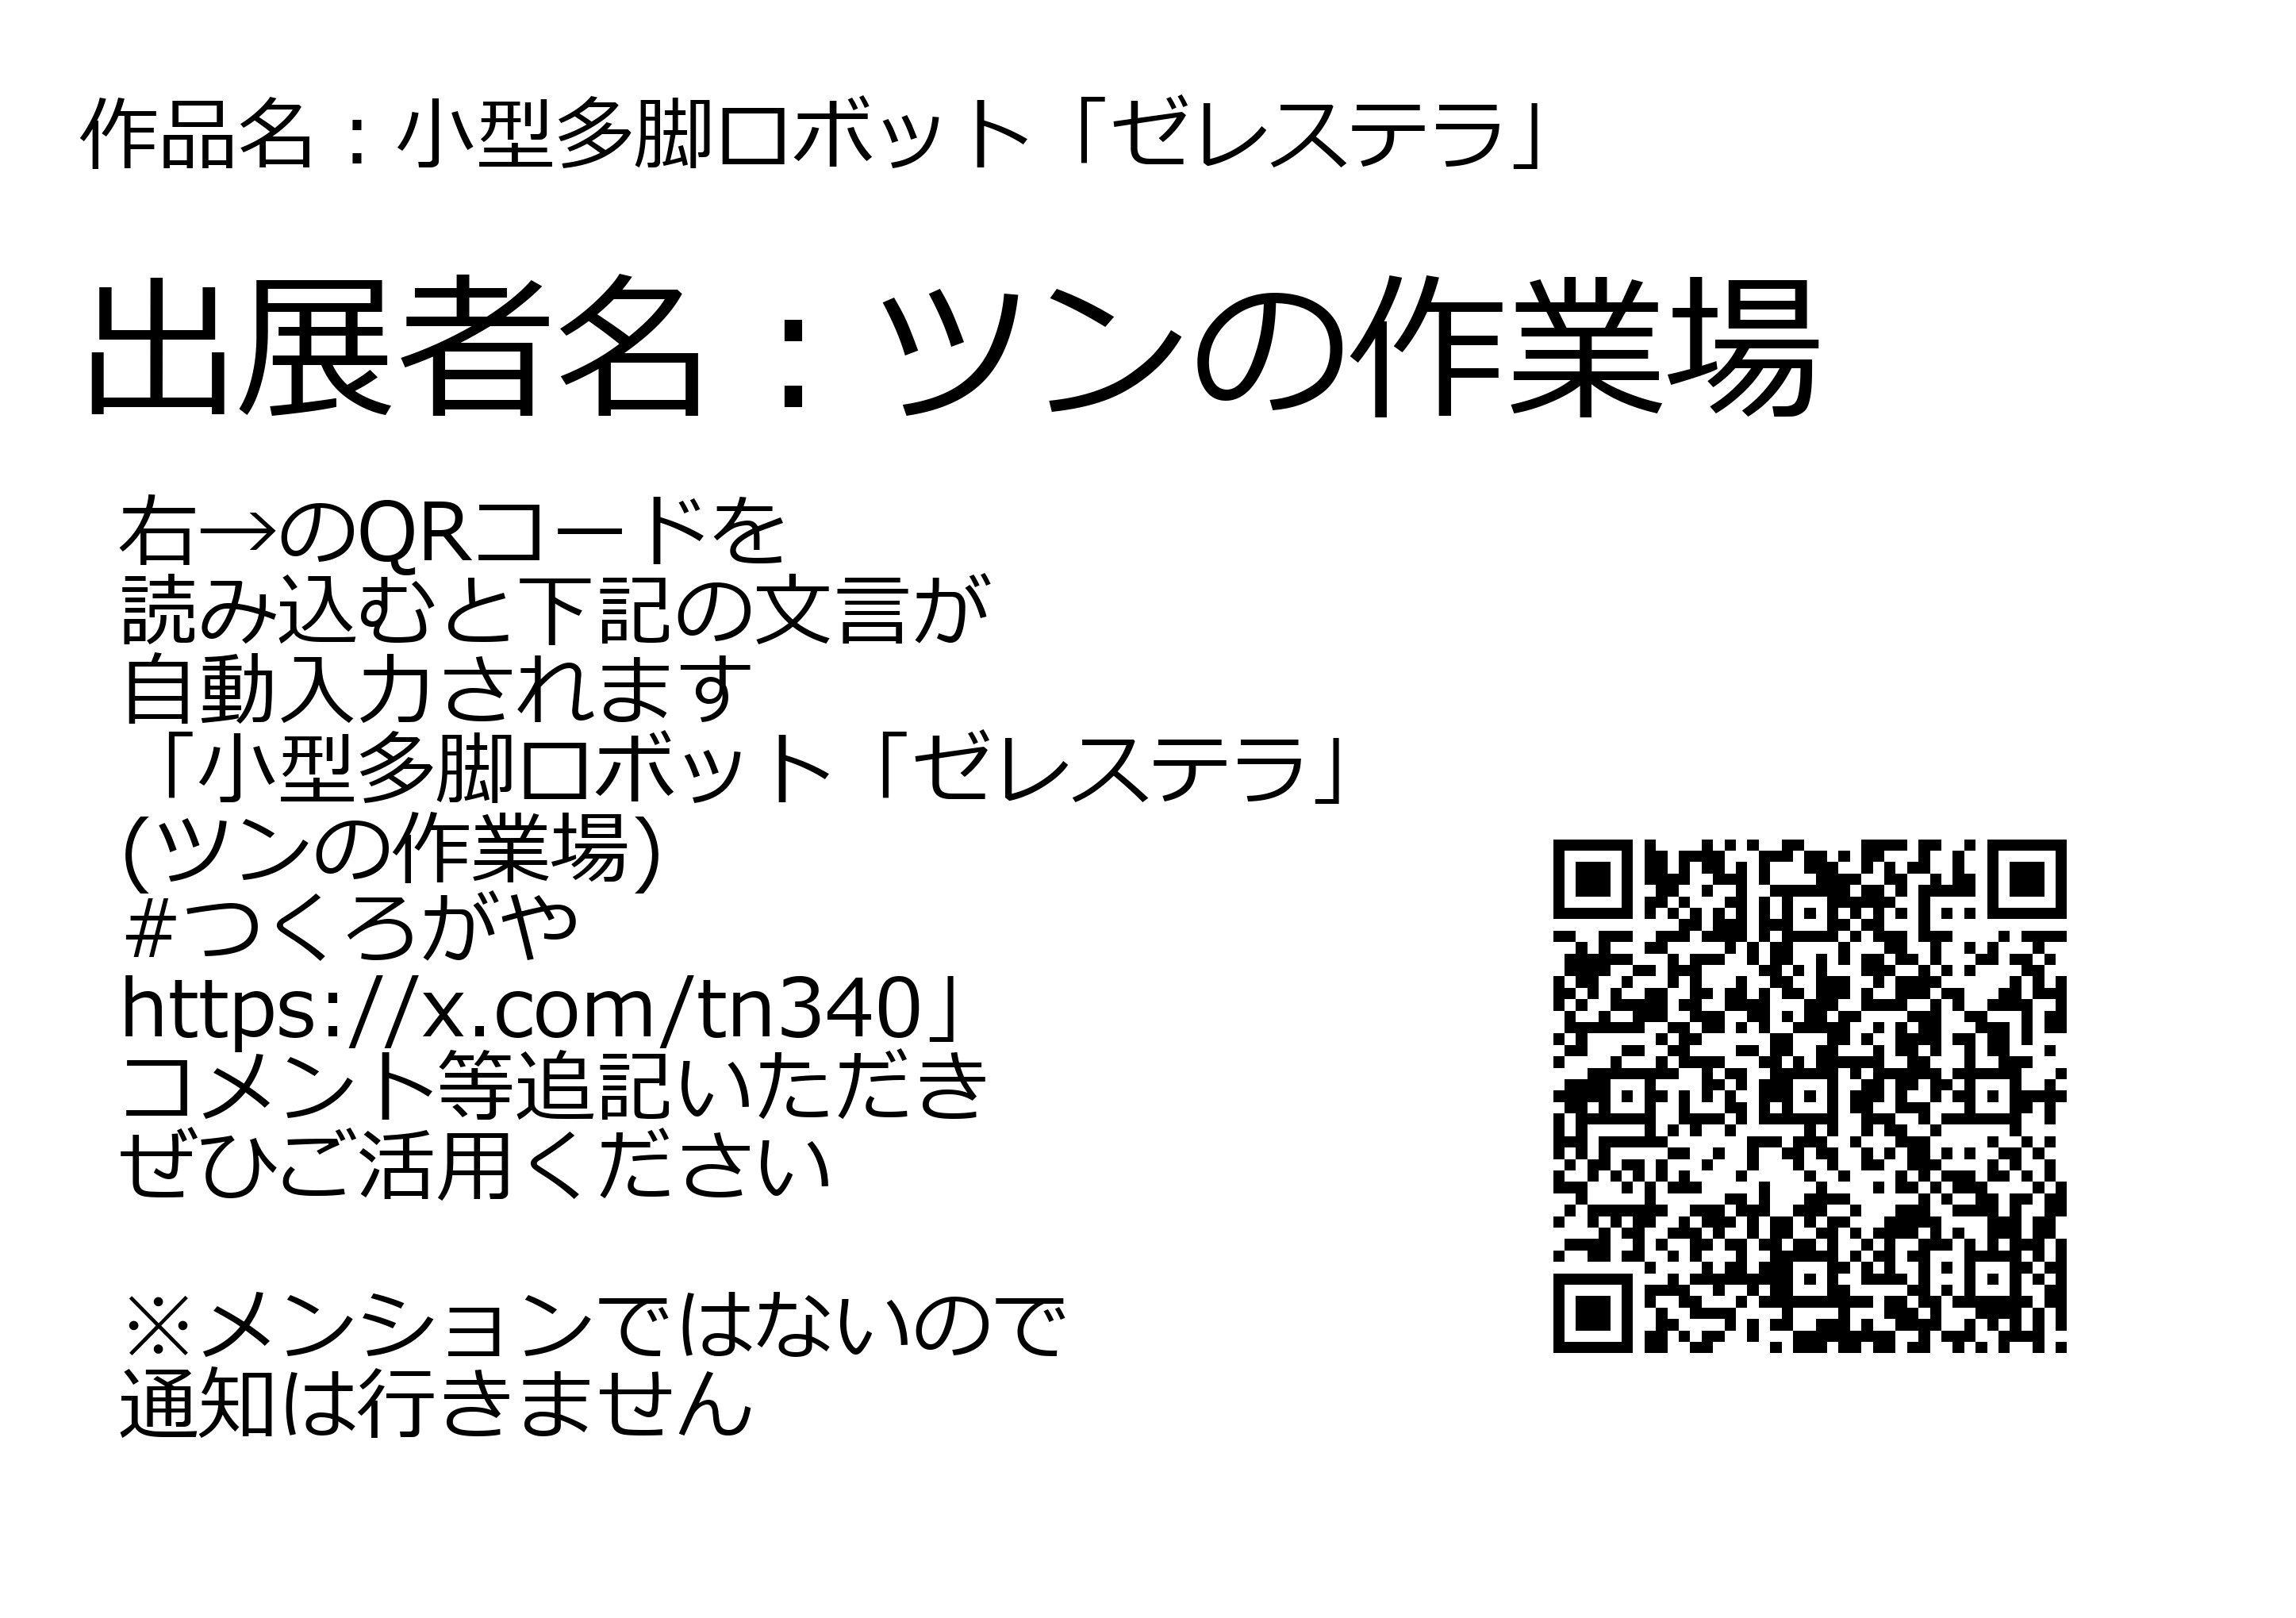 作品名：小型多脚ロボット「ゼレステラ」
出展者名：ツンの作業場
右→のQRコードを
読み込むと下記の文言が
自動入力されます
「小型多脚ロボット「ゼレステラ」
(ツンの作業場)
#つくろがや
https://x.com/tn340」
コメント等追記いただき
ぜひご活用ください
※メンションではないので
通知は行きません